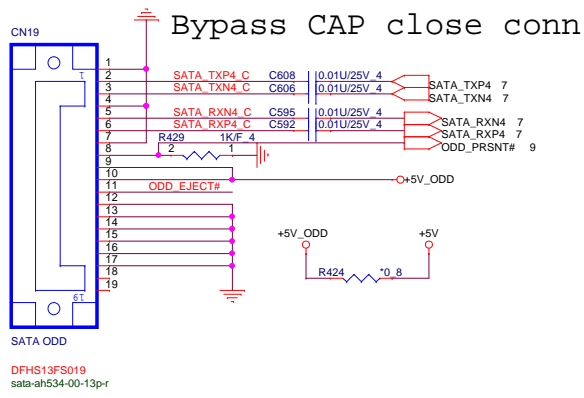 Bypass CAP close conn
CN19
1
1
2 SATA_TXP4_C C608 0.01U/25V_4 SATA_TXP4 7
3 SATA_TXN4_C C606 0.01U/25V_4 SATA_TXN4 7
4
5 SATA_RXN4_C C595 0.01U/25V_4 SATA_RXN4 7
6 SATA_RXP4_C C592 0.01U/25V_4 SATA_RXP4 7
7 R429 1K/F_4 ODD_PRSNT# 9
8 2 1
9
10 +5V_ODD
11 ODD_EJECT#
12
13
14
15
16
17
18
19
19
+5V_ODD +5V
R424 *0_8
SATA ODD
DFHS13FS019
sata-ah534-00-13p-r